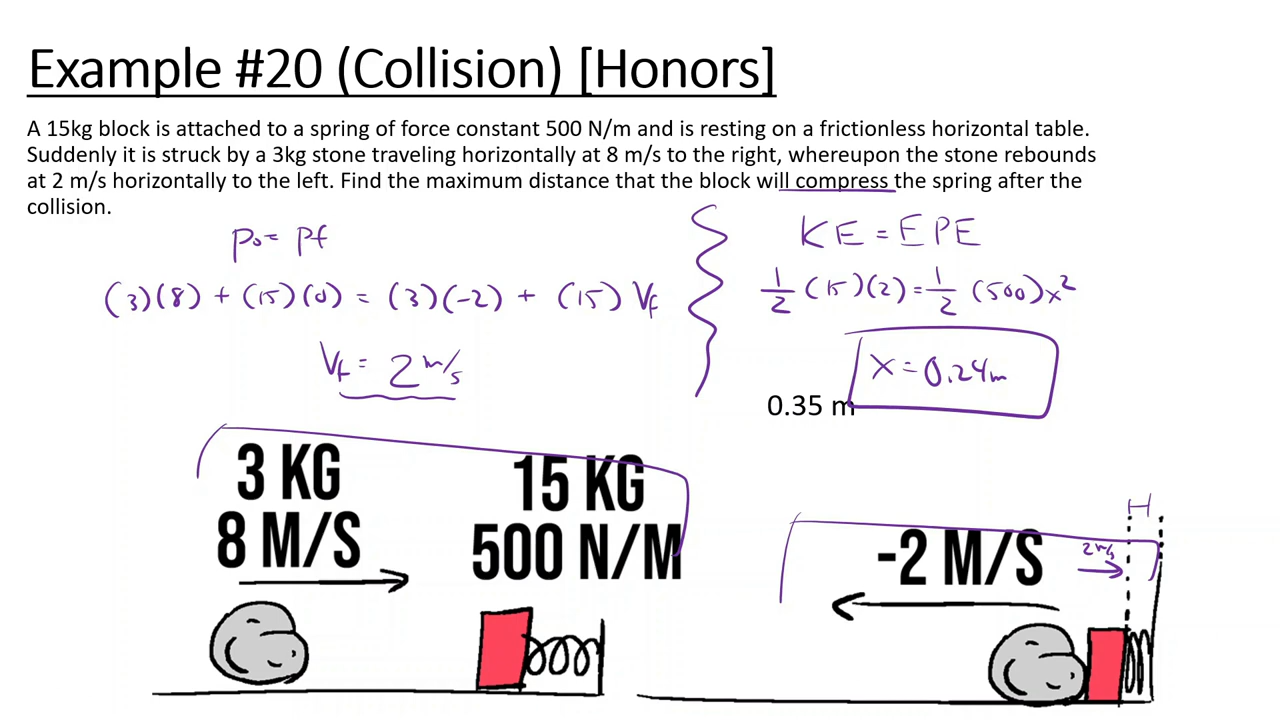 Example #20 (Collision) [Honors]
A 15kg block is attached to a spring of force constant 500 N/m and is resting on a frictionless horizontal table.
Suddenly it is struck by a 3kg stone traveling horizontally at 8 m/s to the right, whereupon the stone rebounds
at 2 m/s horizontally to the left. Find the maximum distance that the block will compress the spring after the
collision.
p₀ = pf
(3)(8) + (15)(0) = (3)(-2) + (15) Vf
Vf = 2 m/s
KE = EPE
1/2 (15)(2) = 1/2 (500)x²
x = 0.24m
0.35 m
3 KG
8 M/S
15 KG
500 N/M
-2 M/S
2 m/s